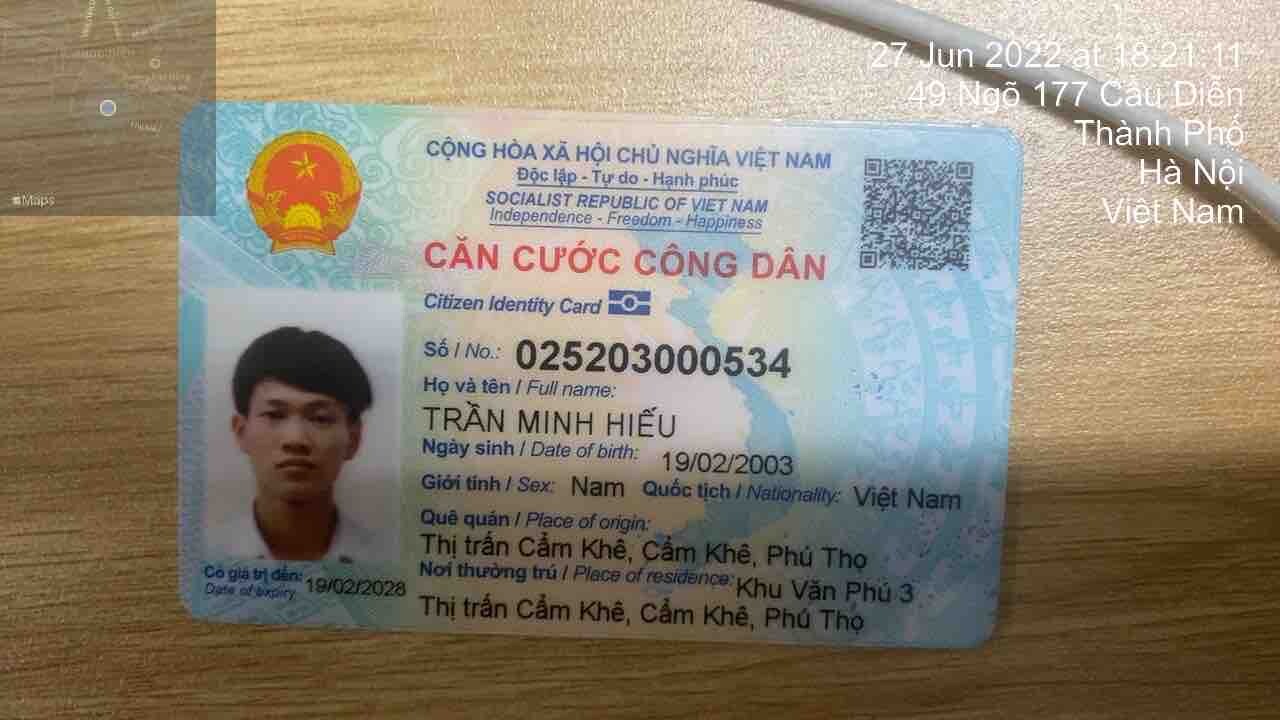 27 Jun 2022 at 18:21:11
49 Ngõ 177 Cầu Diễn
Thành Phố
Hà Nội
Việt Nam
Maps
CỘNG HÒA XÃ HỘI CHỦ NGHĨA VIỆT NAM
Độc lập - Tự do - Hạnh phúc
SOCIALIST REPUBLIC OF VIET NAM
Independence - Freedom - Happiness
CĂN CƯỚC CÔNG DÂN
Citizen Identity Card
Số / No.: 025203000534
Họ và tên / Full name:
TRẦN MINH HIẾU
Ngày sinh / Date of birth: 19/02/2003
Giới tính / Sex: Nam Quốc tịch / Nationality: Việt Nam
Quê quán / Place of origin:
Thị trấn Cẩm Khê, Cẩm Khê, Phú Thọ
Nơi thường trú / Place of residence: Khu Văn Phú 3
Thị trấn Cẩm Khê, Cẩm Khê, Phú Thọ
Có giá trị đến: 19/02/2028
Date of expiry